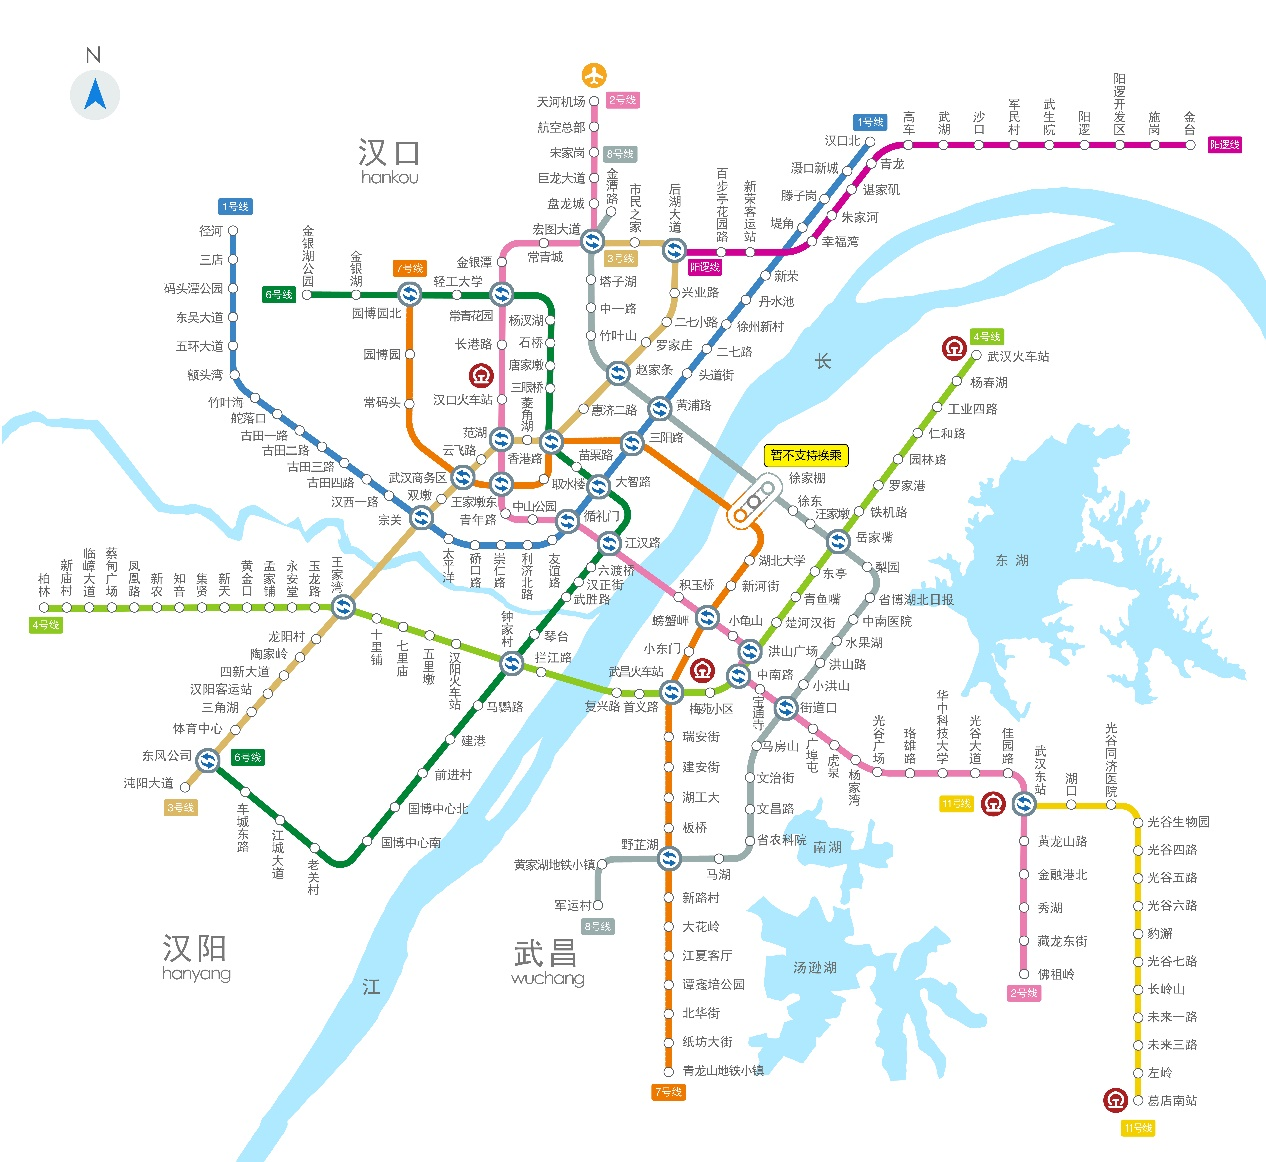 N
汉口
hankou
天河机场
2号线
航空总部
宋家岗
8号线
巨龙大道
金潭路
盘龙城
宏图大道
市民之家
后湖大道
百步亭花园路
新荣客运站
1号线
汉口北
高车
武湖
沙口
军民村
武生院
阳逻
阳逻开发区
施岗
金台
阳逻线
滠口新城
青龙
滕子岗
谌家矶
堤角
朱家河
幸福湾
1号线
径河
三店
码头潭公园
东吴大道
五环大道
额头湾
竹叶海
舵落口
古田一路
古田二路
古田三路
古田四路
汉西一路
宗关
金银湖公园
金银湖
7号线
6号线
园博园北
轻工大学
金银潭
常青城
3号线
阳逻线
常青花园
杨汊湖
塔子湖
兴业路
新荣
中一路
丹水池
石桥
竹叶山
二七小路
徐州新村
园博园
长港路
唐家墩
罗家庄
二七路
赵家条
头道街
三眼桥
汉口火车站
菱角湖
常码头
惠济二路
黄浦路
范湖
云飞路
香港路
苗栗路
三阳路
武汉商务区
双墩
王家墩东
取水楼
大智路
青年路
中山公园
循礼门
江汉路
太平洋
硚口路
崇仁路
利济北路
友谊路
六渡桥
汉正街
武胜路
长
4号线
武汉火车站
杨春湖
工业四路
仁和路
园林路
罗家港
铁机路
暂不支持换乘
徐家棚
徐东
汪家墩
岳家嘴
东湖
梨园
湖北大学
东亭
新河街
积玉桥
青鱼嘴
省博湖北日报
螃蟹岬
小龟山
楚河汉街
中南医院
水果湖
小东门
洪山广场
洪山路
武昌火车站
中南路
小洪山
宝通寺
街道口
复兴路
首义路
梅苑小区
柏林
新庙村
临嶂大道
蔡甸广场
凤凰路
新农
知音
集贤
新天
黄金口
孟家铺
永安堂
玉龙路
王家湾
4号线
十里铺
七里庙
五里墩
汉阳火车站
钟家村
琴台
拦江路
龙阳村
陶家岭
四新大道
汉阳客运站
三角湖
体育中心
东风公司
6号线
沌阳大道
3号线
车城东路
江城大道
老关村
马鹦路
建港
前进村
国博中心北
国博中心南
瑞安街
马房山
建安街
文治街
湖工大
文昌路
板桥
省农科院
野芷湖
黄家湖地铁小镇
马湖
南湖
军运村
8号线
新路村
大花岭
江夏客厅
谭鑫培公园
北华街
纸坊大街
青龙山地铁小镇
7号线
广埠屯
虎泉
杨家湾
光谷广场
珞雄路
华中科技大学
光谷大道
佳园路
武汉东站
湖口
光谷同济医院
11号线
黄龙山路
金融港北
秀湖
藏龙东街
佛祖岭
2号线
光谷生物园
光谷四路
光谷五路
光谷六路
豹澥
光谷七路
长岭山
未来一路
未来三路
左岭
葛店南站
11号线
汉阳
hanyang
武昌
wuchang
汤逊湖
江